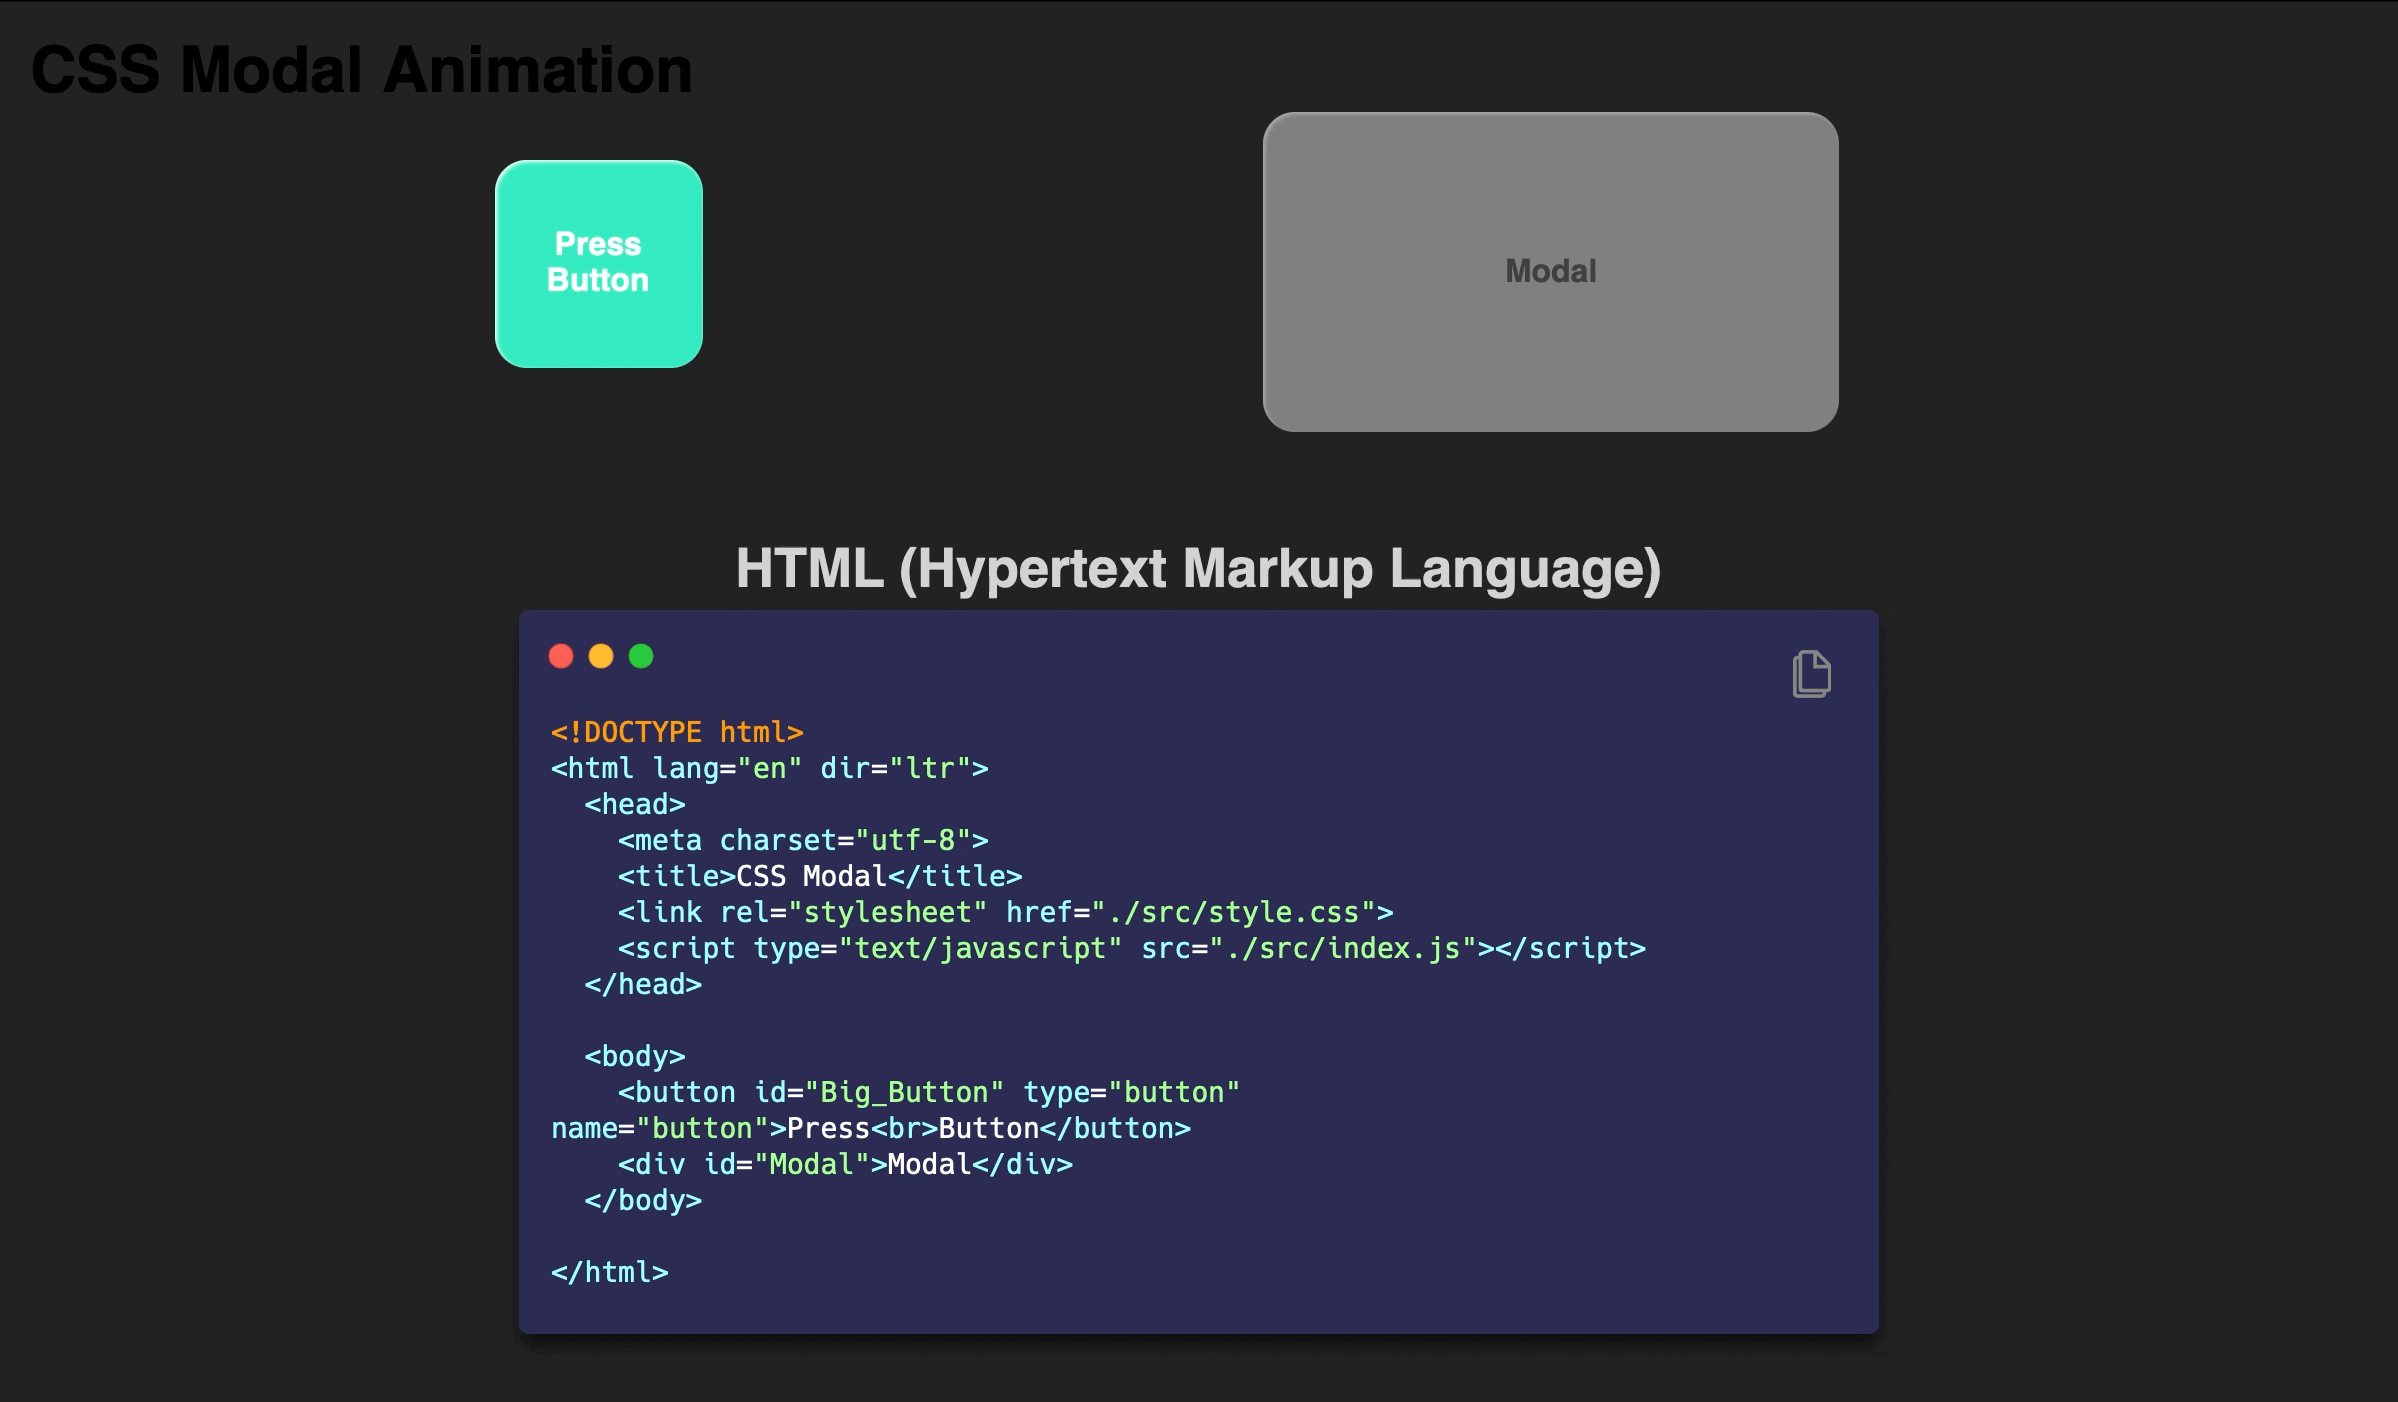 CSS Modal Animation
Press
Button
Modal
HTML (Hypertext Markup Language)
<!DOCTYPE html>
<html lang="en" dir="ltr">
  <head>
    <meta charset="utf-8">
    <title>CSS Modal</title>
    <link rel="stylesheet" href="./src/style.css">
    <script type="text/javascript" src="./src/index.js"></script>
  </head>

  <body>
    <button id="Big_Button" type="button"
name="button">Press<br>Button</button>
    <div id="Modal">Modal</div>
  </body>

</html>